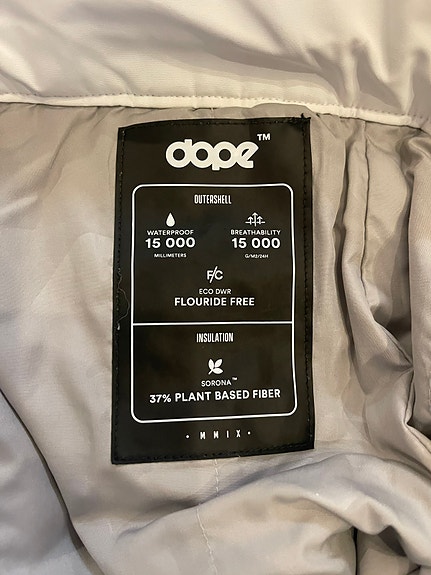 dope™
OUTERSHELL
WATERPROOF
15 000
MILLIMETERS
BREATHABILITY
15 000
G/M2/24H
F/C
ECO DWR
FLOURIDE FREE
INSULATION
SORONA™
37% PLANT BASED FIBER
• MMIX •